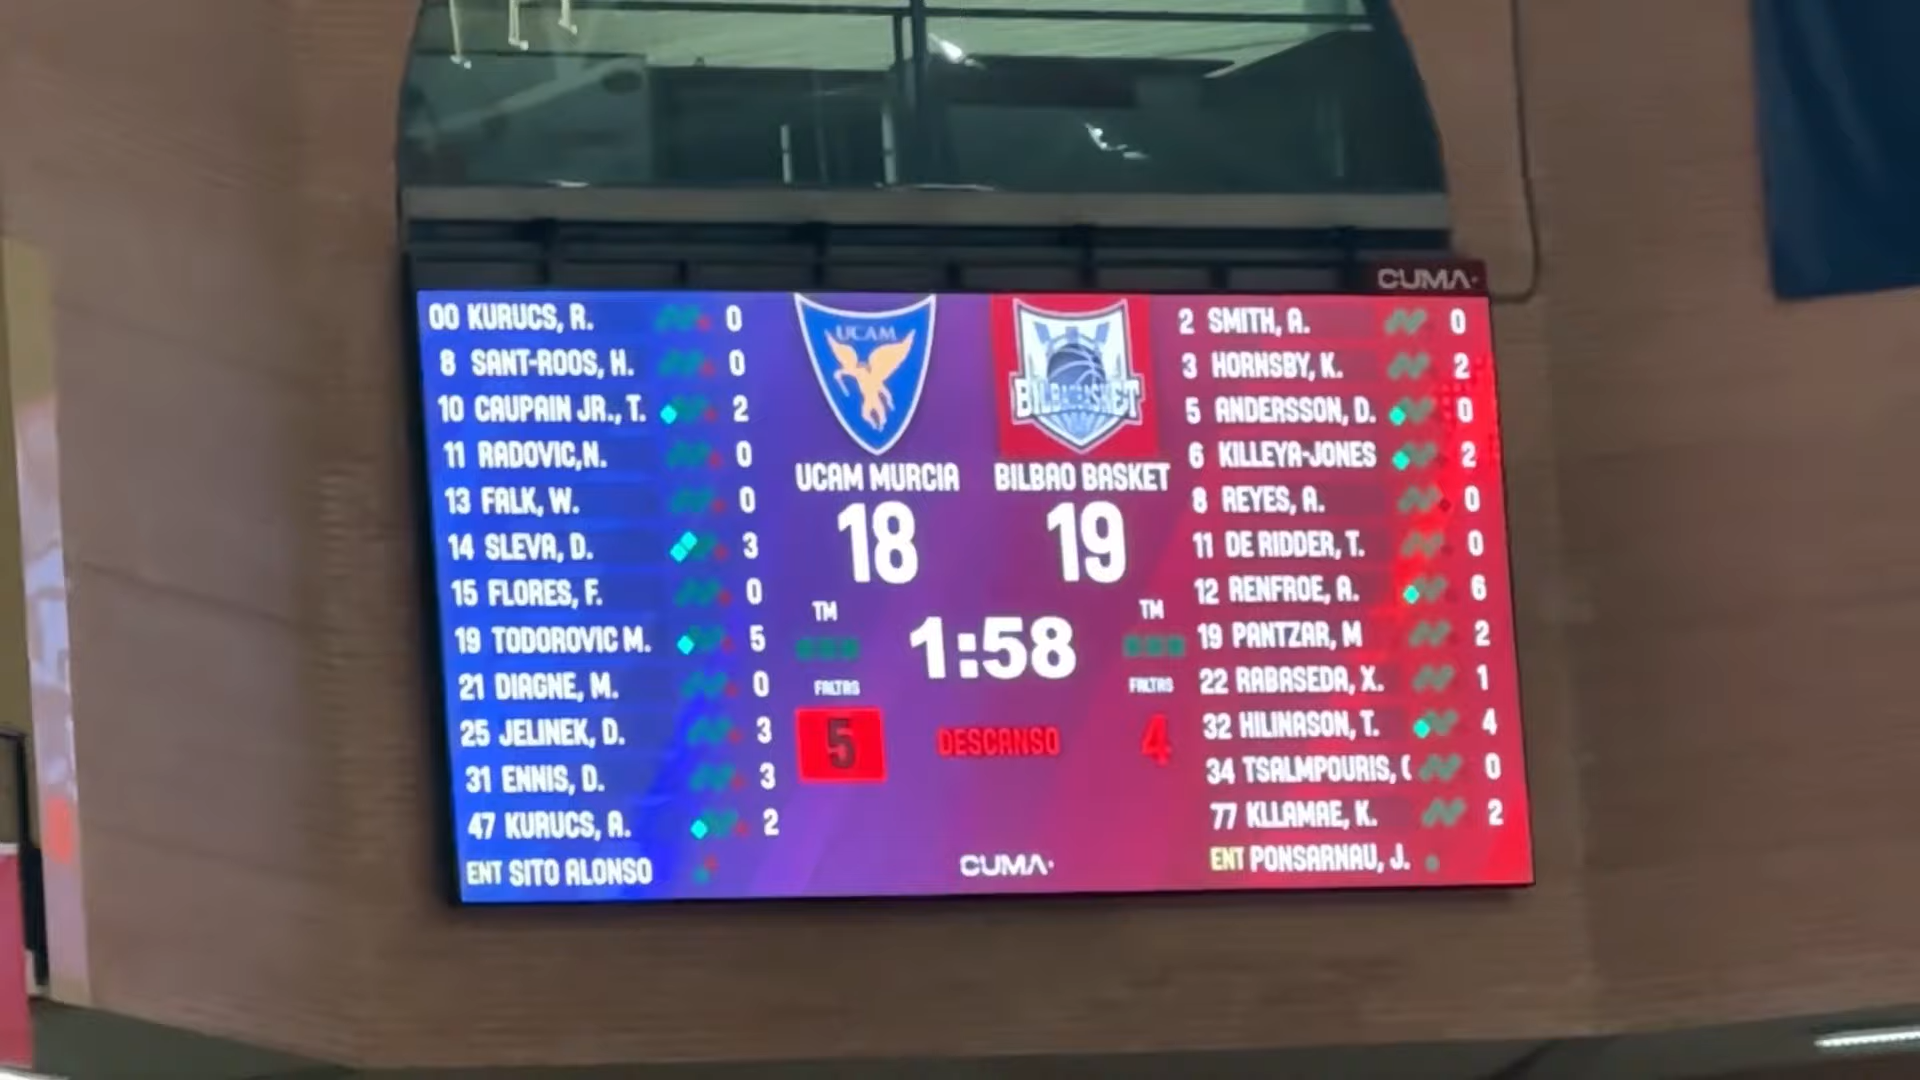 CUMA
00 KURUCS, R. 0
8 SANT-ROOS, H. 0
10 CAUPAIN JR., T. 2
11 RADOVIC,N. 0
13 FALK, W. 0
14 SLEVA, D. 3
15 FLORES, F. 0
19 TODOROVIC M. 5
21 DIAGNE, M. 0
25 JELINEK, D. 3
31 ENNIS, D. 3
47 KURUCS, A. 2
ENT SITO ALONSO
UCAM
BILBAO BASKET
UCAM MURCIA BILBAO BASKET
18 19
TM TM
1:58
FALTAS FALTAS
5 DESCANSO 4
CUMA
2 SMITH, A. 0
3 HORNSBY, K. 2
5 ANDERSSON, D. 0
6 KILLEYA-JONES 2
8 REYES, A. 0
11 DE RIDDER, T. 0
12 RENFROE, A. 6
19 PANTZAR, M 2
22 RABASEDA, X. 1
32 HILINASON, T. 4
34 TSALMPOURIS, ( 0
77 KLLAMAE, K. 2
ENT PONSARNAU, J.